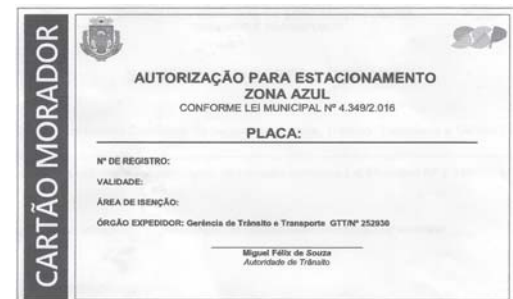 CARTÃO MORADOR
AUTORIZAÇÃO PARA ESTACIONAMENTO
ZONA AZUL
CONFORME LEI MUNICIPAL Nº 4.349/2.016
PLACA:
Nº DE REGISTRO:
VALIDADE:
ÁREA DE ISENÇÃO:
ÓRGÃO EXPEDIDOR: Gerência de Trânsito e Transporte GTT/Nº 252930
Miguel Félix de Souza
Autoridade de Trânsito